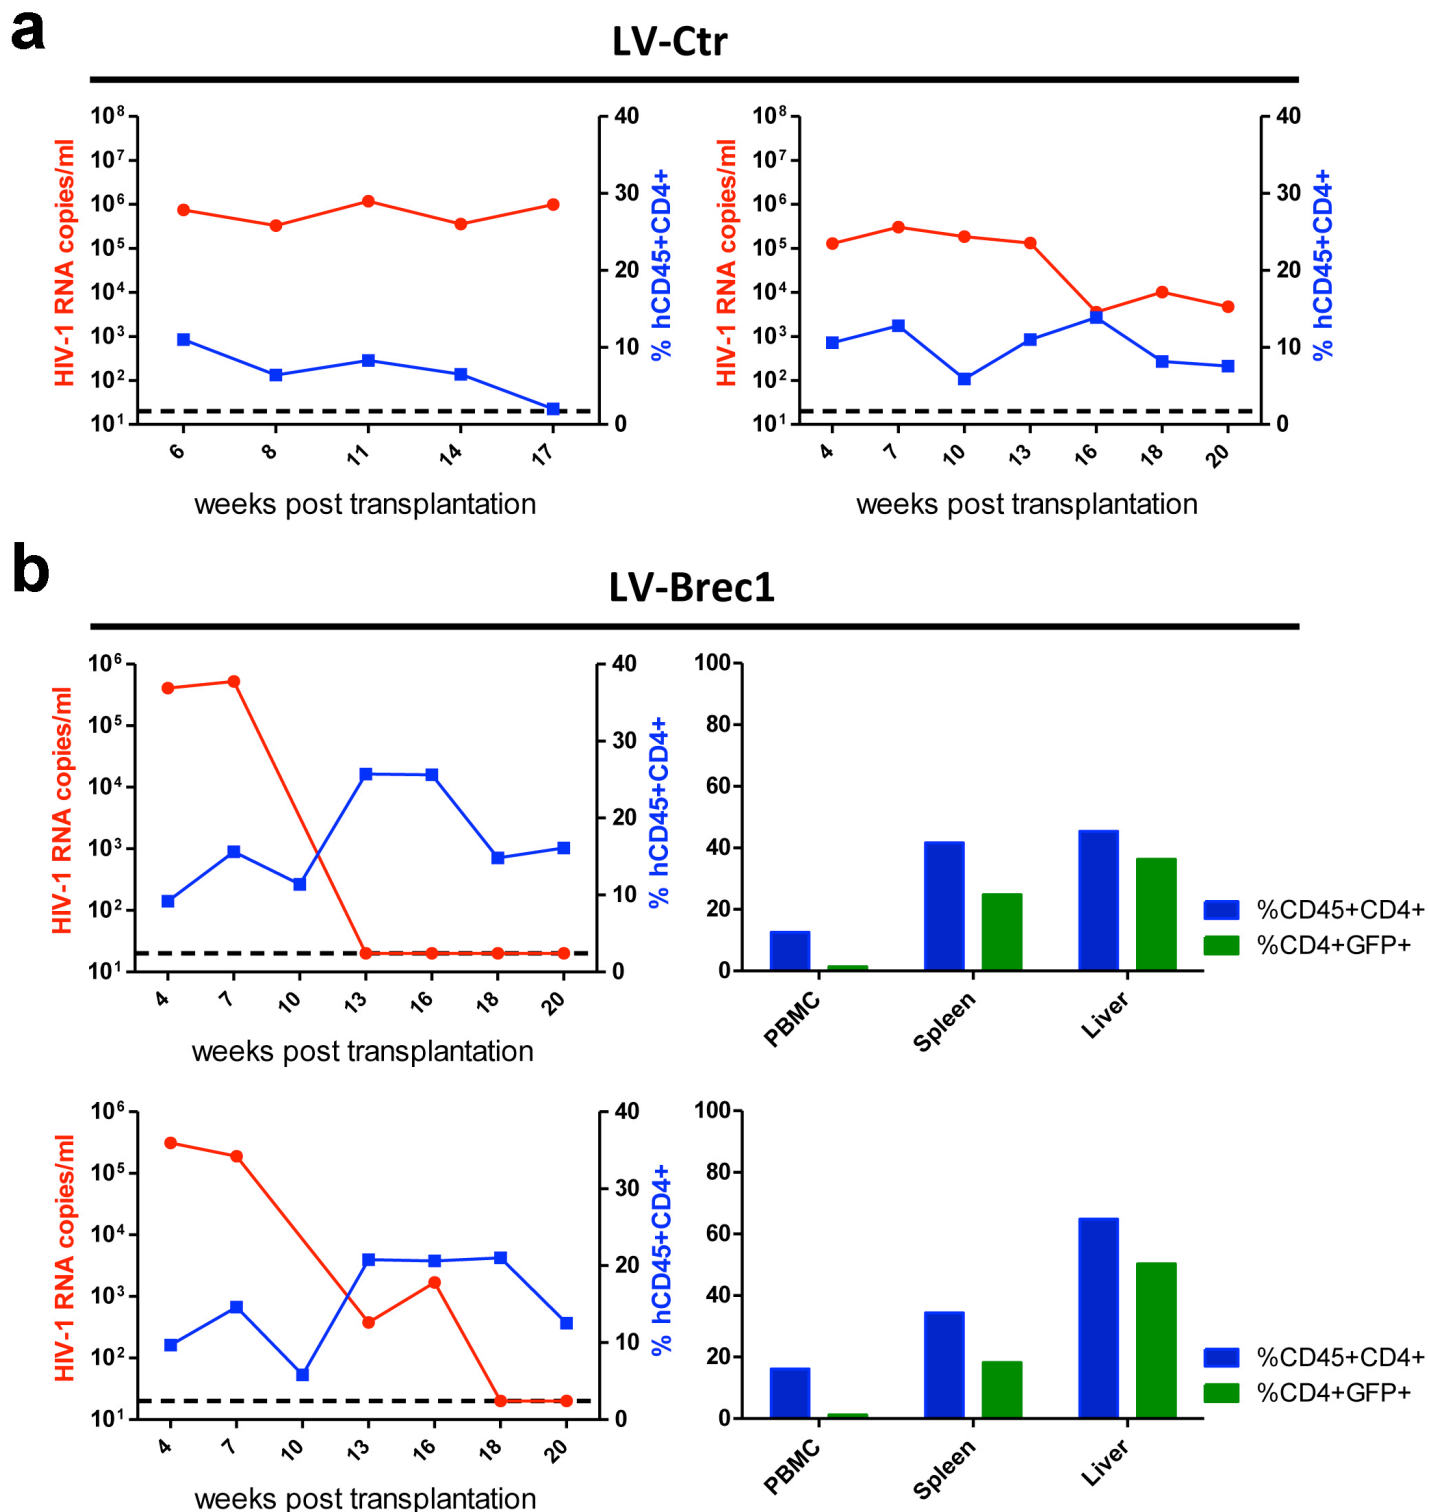 a
LV-Ctr
HIV-1 RNA copies/ml
10⁸
10⁷
10⁶
10⁵
10⁴
10³
10²
10¹
40
30
20
10
0
% hCD45+CD4+
6 8 11 14 17
weeks post transplantation
HIV-1 RNA copies/ml
10⁸
10⁷
10⁶
10⁵
10⁴
10³
10²
10¹
40
30
20
10
0
% hCD45+CD4+
4 7 10 13 16 18 20
weeks post transplantation
b
LV-Brec1
HIV-1 RNA copies/ml
10⁶
10⁵
10⁴
10³
10²
10¹
40
30
20
10
0
% hCD45+CD4+
4 7 10 13 16 18 20
weeks post transplantation
100
80
60
40
20
0
PBMC Spleen Liver
%CD45+CD4+
%CD4+GFP+
HIV-1 RNA copies/ml
10⁶
10⁵
10⁴
10³
10²
10¹
40
30
20
10
0
% hCD45+CD4+
4 7 10 13 16 18 20
weeks post transplantation
100
80
60
40
20
0
PBMC Spleen Liver
%CD45+CD4+
%CD4+GFP+